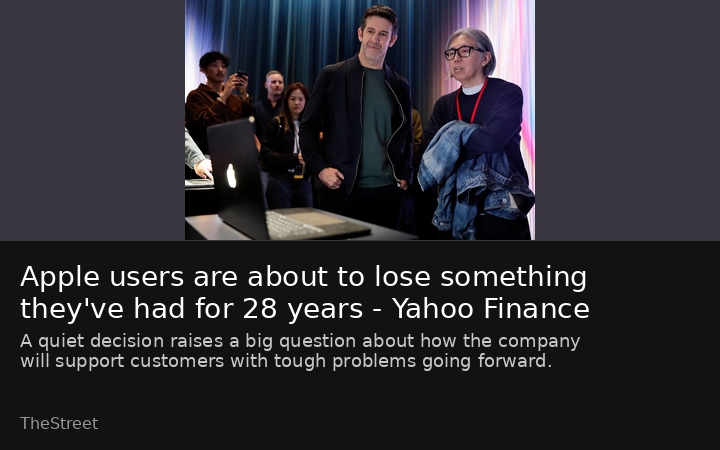 Apple users are about to lose something
they've had for 28 years - Yahoo Finance
A quiet decision raises a big question about how the company
will support customers with tough problems going forward.
TheStreet